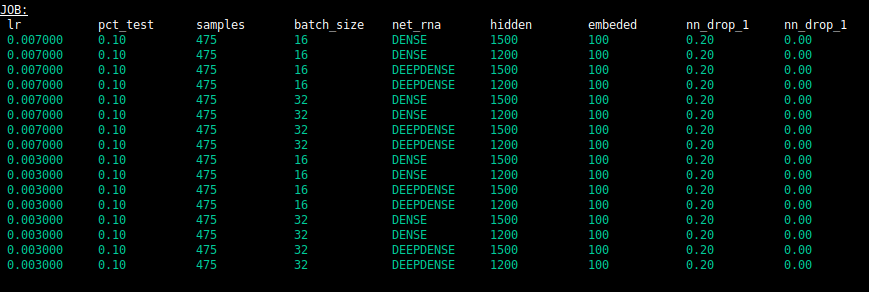 JOB:
lr pct_test samples batch_size net_rna hidden embeded nn_drop_1 nn_drop_1
0.007000 0.10 475 16 DENSE 1500 100 0.20 0.00
0.007000 0.10 475 16 DENSE 1200 100 0.20 0.00
0.007000 0.10 475 16 DEEPDENSE 1500 100 0.20 0.00
0.007000 0.10 475 16 DEEPDENSE 1200 100 0.20 0.00
0.007000 0.10 475 32 DENSE 1500 100 0.20 0.00
0.007000 0.10 475 32 DENSE 1200 100 0.20 0.00
0.007000 0.10 475 32 DEEPDENSE 1500 100 0.20 0.00
0.007000 0.10 475 32 DEEPDENSE 1200 100 0.20 0.00
0.003000 0.10 475 16 DENSE 1500 100 0.20 0.00
0.003000 0.10 475 16 DENSE 1200 100 0.20 0.00
0.003000 0.10 475 16 DEEPDENSE 1500 100 0.20 0.00
0.003000 0.10 475 16 DEEPDENSE 1200 100 0.20 0.00
0.003000 0.10 475 32 DENSE 1500 100 0.20 0.00
0.003000 0.10 475 32 DENSE 1200 100 0.20 0.00
0.003000 0.10 475 32 DEEPDENSE 1500 100 0.20 0.00
0.003000 0.10 475 32 DEEPDENSE 1200 100 0.20 0.00